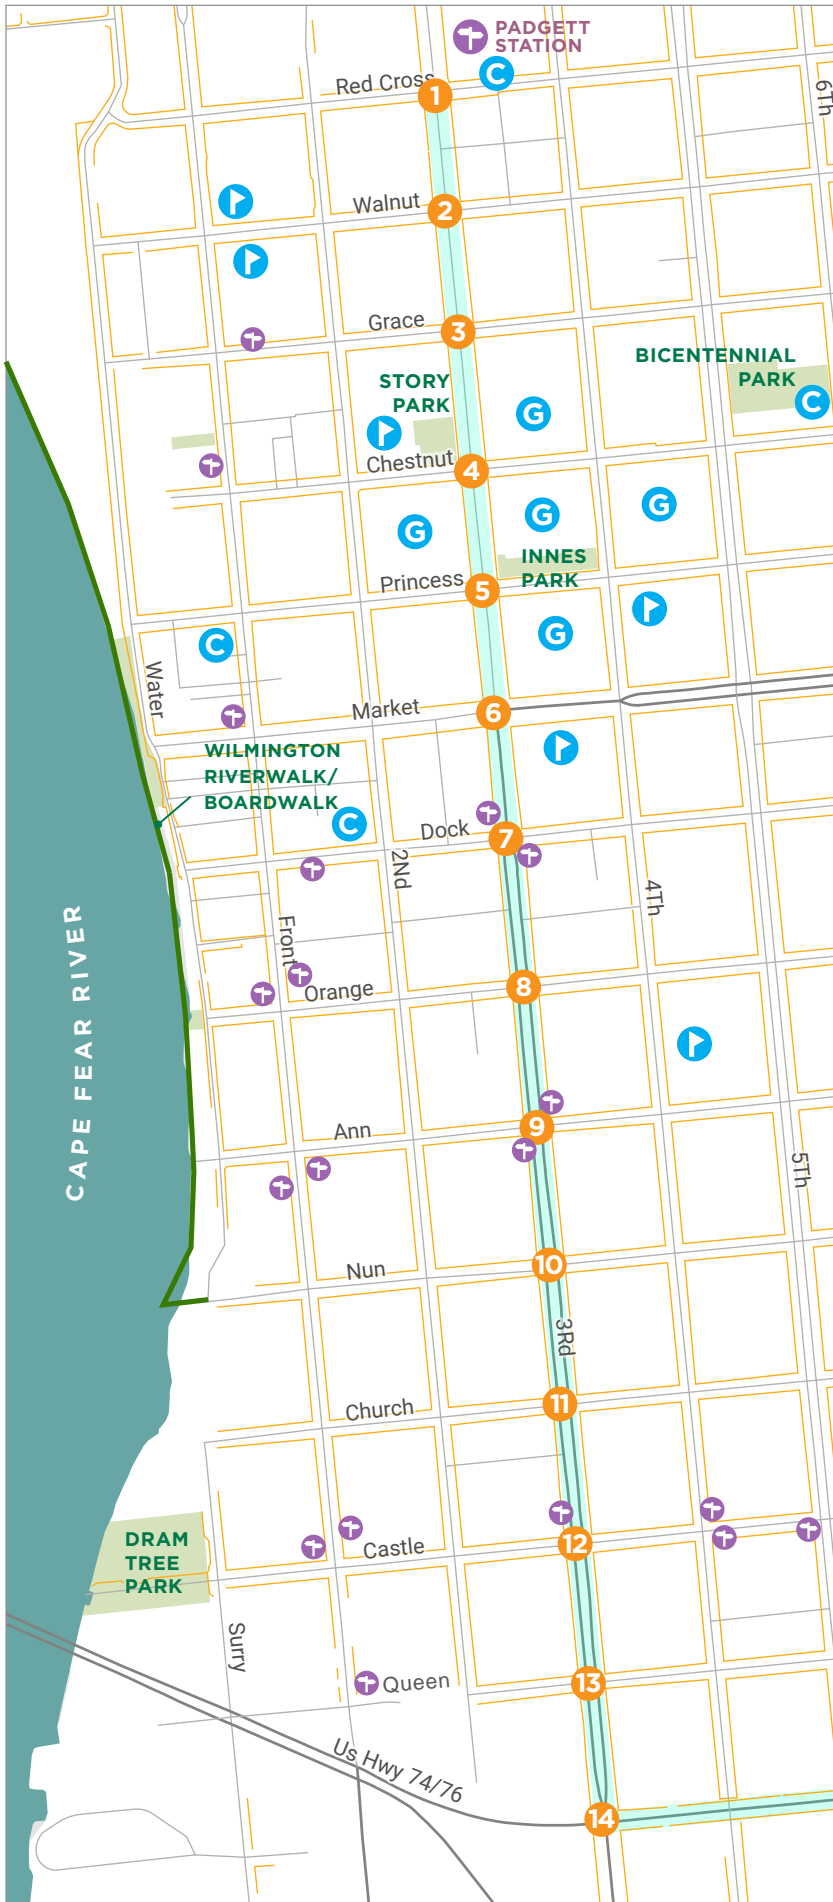 PADGETT
STATION
C
Red Cross
1
6Th
Walnut
2
Grace
3
BICENTENNIAL
PARK
C
STORY
PARK
G
Chestnut
4
G
G
G
INNES
PARK
Princess
5
G
C
Water
Market
6
WILMINGTON
RIVERWALK/
BOARDWALK
C
Dock
7
2Nd
4Th
Front
CAPE FEAR RIVER
Orange
8
Ann
9
5Th
Nun
10
3Rd
Church
11
DRAM
TREE
PARK
Castle
12
Surry
Queen
13
Us Hwy 74/76
14